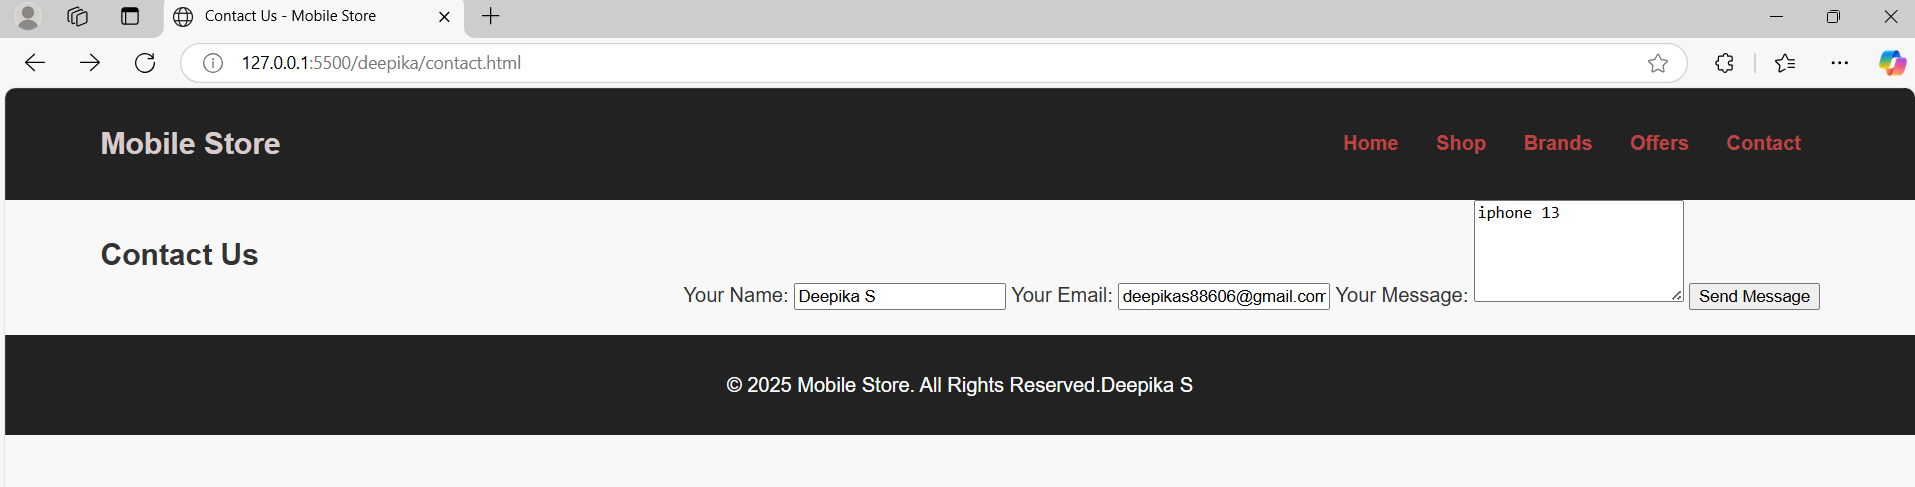 Contact Us - Mobile Store
127.0.0.1:5500/deepika/contact.html
Mobile Store
Home Shop Brands Offers Contact
Contact Us
iphone 13
Your Name: Deepika S Your Email: deepikas88606@gmail.com Your Message: Send Message
© 2025 Mobile Store. All Rights Reserved.Deepika S